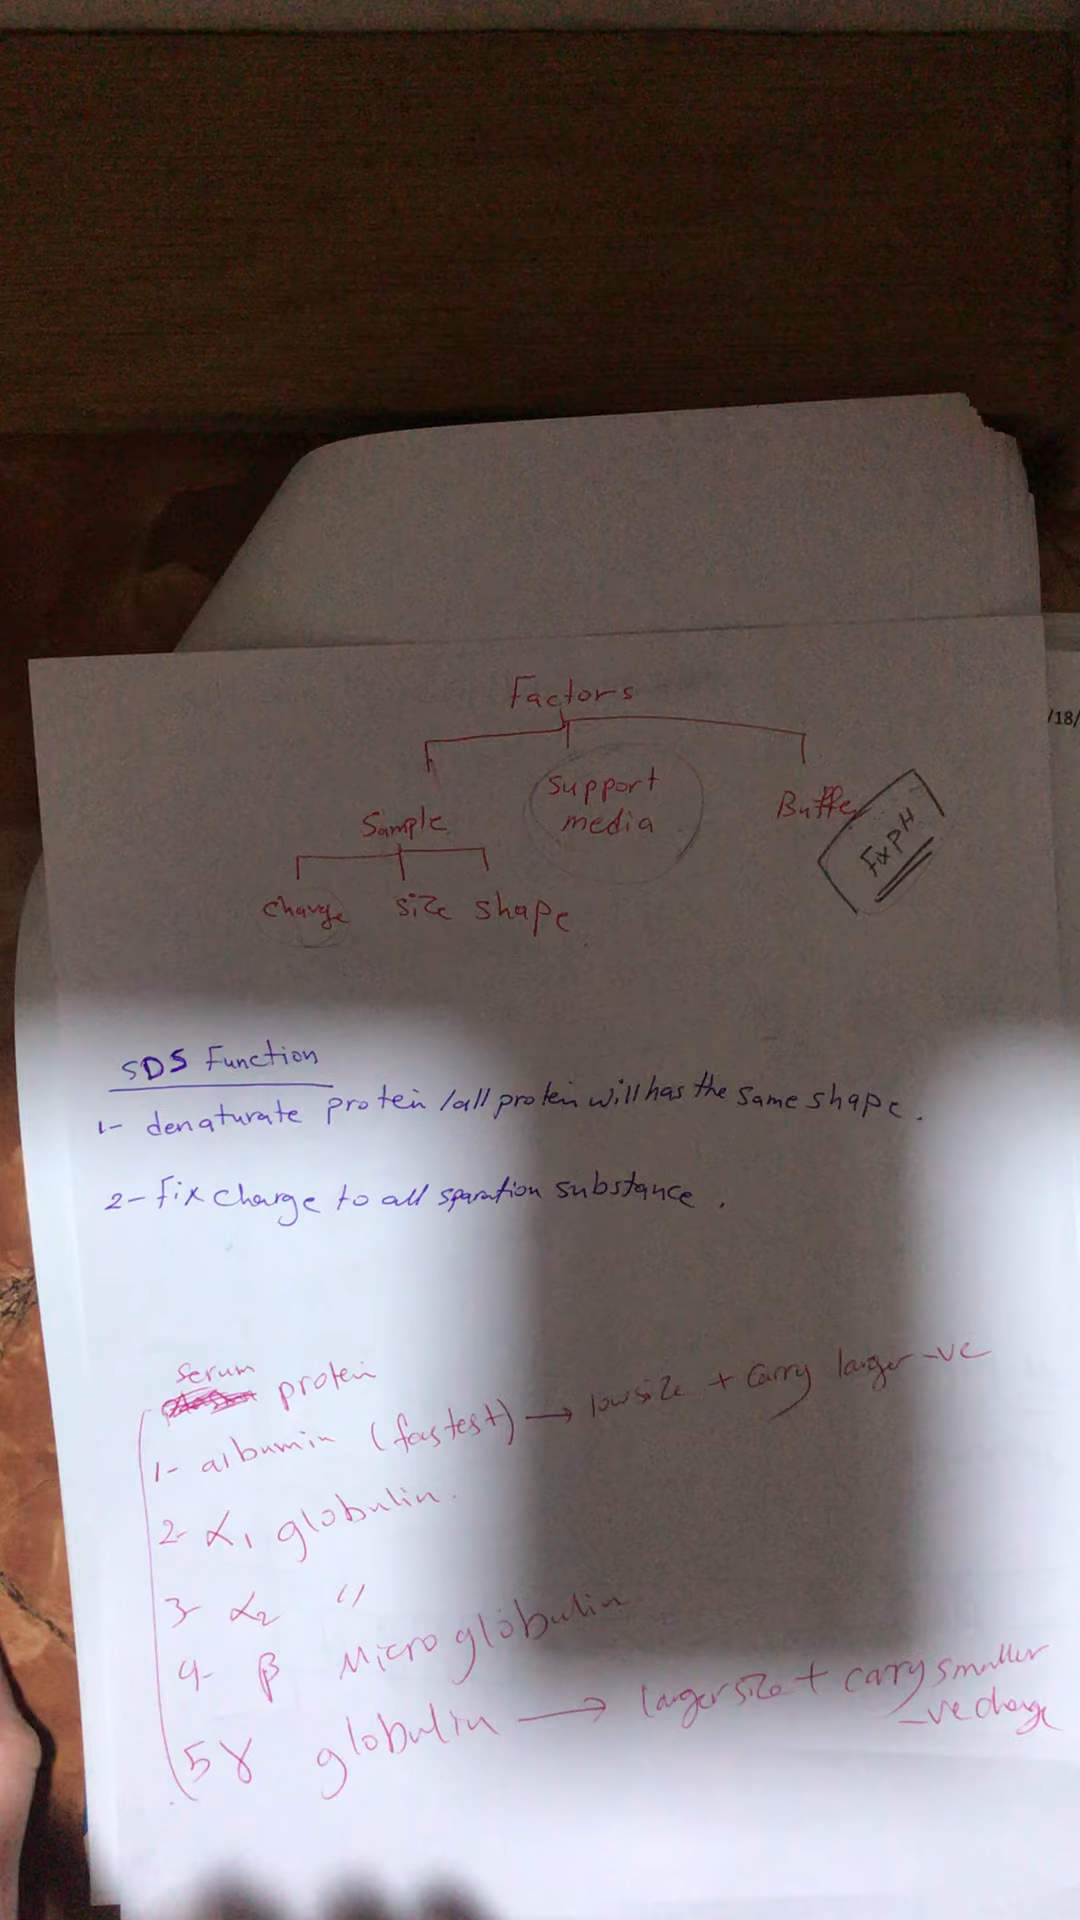 Factors
/18/
Sample
support
media
Buffe
Fix pH
charge size shape
SDS Function
1- denaturate protein /all protein will has the same shape.
2- Fix charge to all sparation substance.
serum
protein
1- albumin (fastest) → low size + carry larger -ve
2- α1 globulin.
3- α2 "
4- β Microglobulin
5 γ globulin → larger size + carry smaller
-ve charge